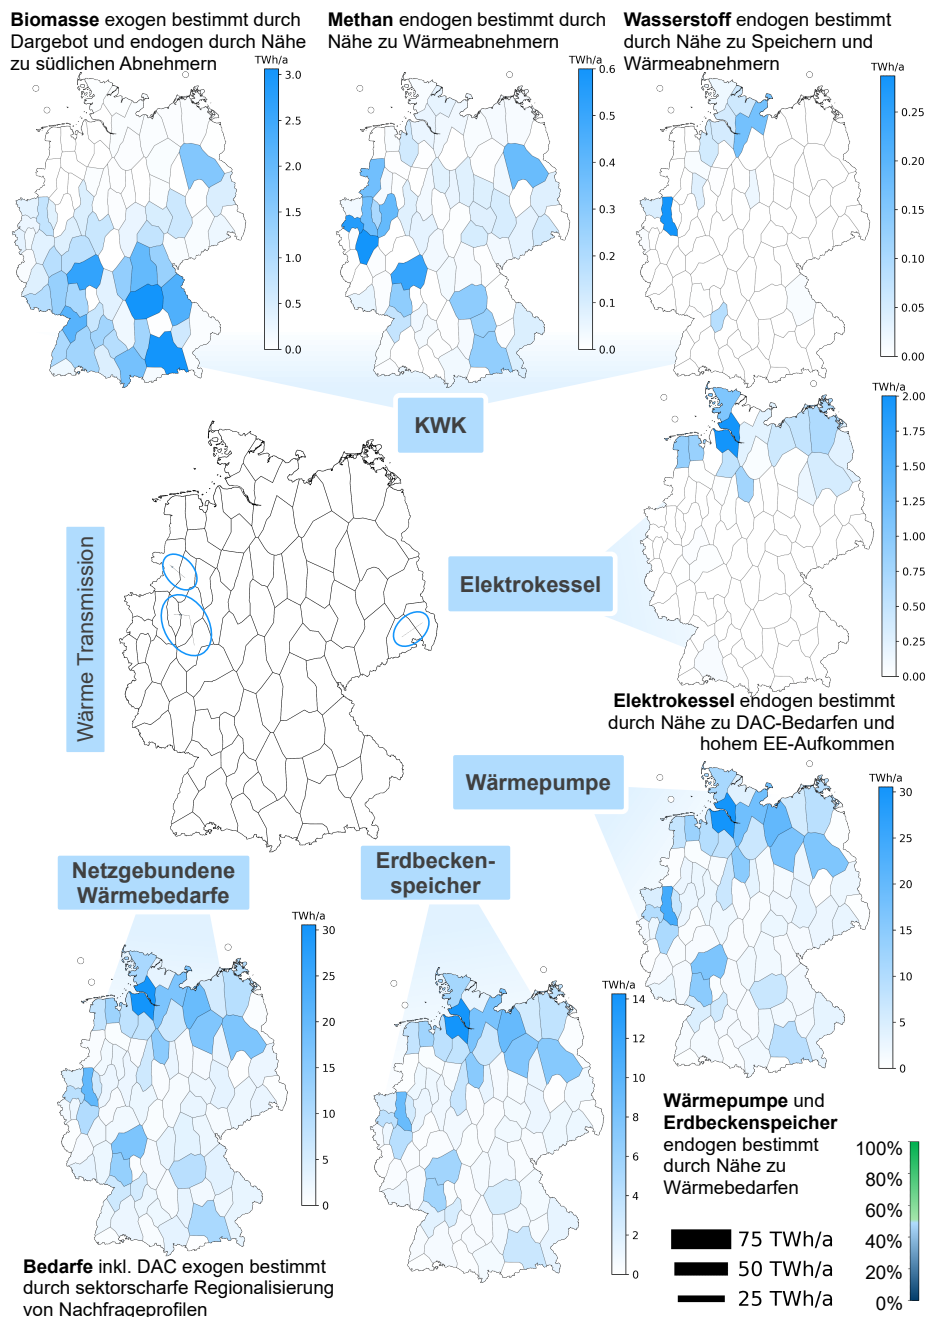 Biomasse exogen bestimmt durch
Dargebot und endogen durch Nähe
zu südlichen Abnehmern
TWh/a
3.0
2.5
2.0
1.5
1.0
0.5
0.0
Methan endogen bestimmt durch
Nähe zu Wärmeabnehmern
TWh/a
0.6
0.5
0.4
0.3
0.2
0.1
0.0
Wasserstoff endogen bestimmt
durch Nähe zu Speichern und
Wärmeabnehmern
TWh/a
0.25
0.20
0.15
0.10
0.05
0.00
KWK
TWh/a
2.00
1.75
1.50
1.25
1.00
0.75
0.50
0.25
0.00
Wärme Transmission
Elektrokessel
Elektrokessel endogen bestimmt
durch Nähe zu DAC-Bedarfen und
hohem EE-Aufkommen
Wärmepumpe
TWh/a
30
25
20
15
10
5
0
Netzgebundene
Wärmebedarfe
TWh/a
30
25
20
15
10
5
0
Erdbecken-
speicher
TWh/a
14
12
10
8
6
4
2
0
Wärmepumpe und
Erdbeckenspeicher
endogen bestimmt
durch Nähe zu
Wärmebedarfen
100%
80%
60%
40%
20%
0%
75 TWh/a
50 TWh/a
25 TWh/a
Bedarfe inkl. DAC exogen bestimmt
durch sektorscharfe Regionalisierung
von Nachfrageprofilen